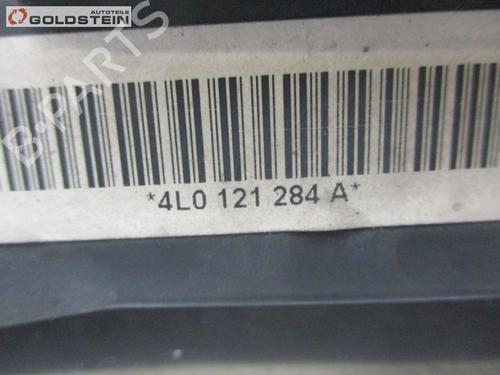 AUTOTEILE
GOLDSTEIN
B-PARTS
*4L0 121 284 A*